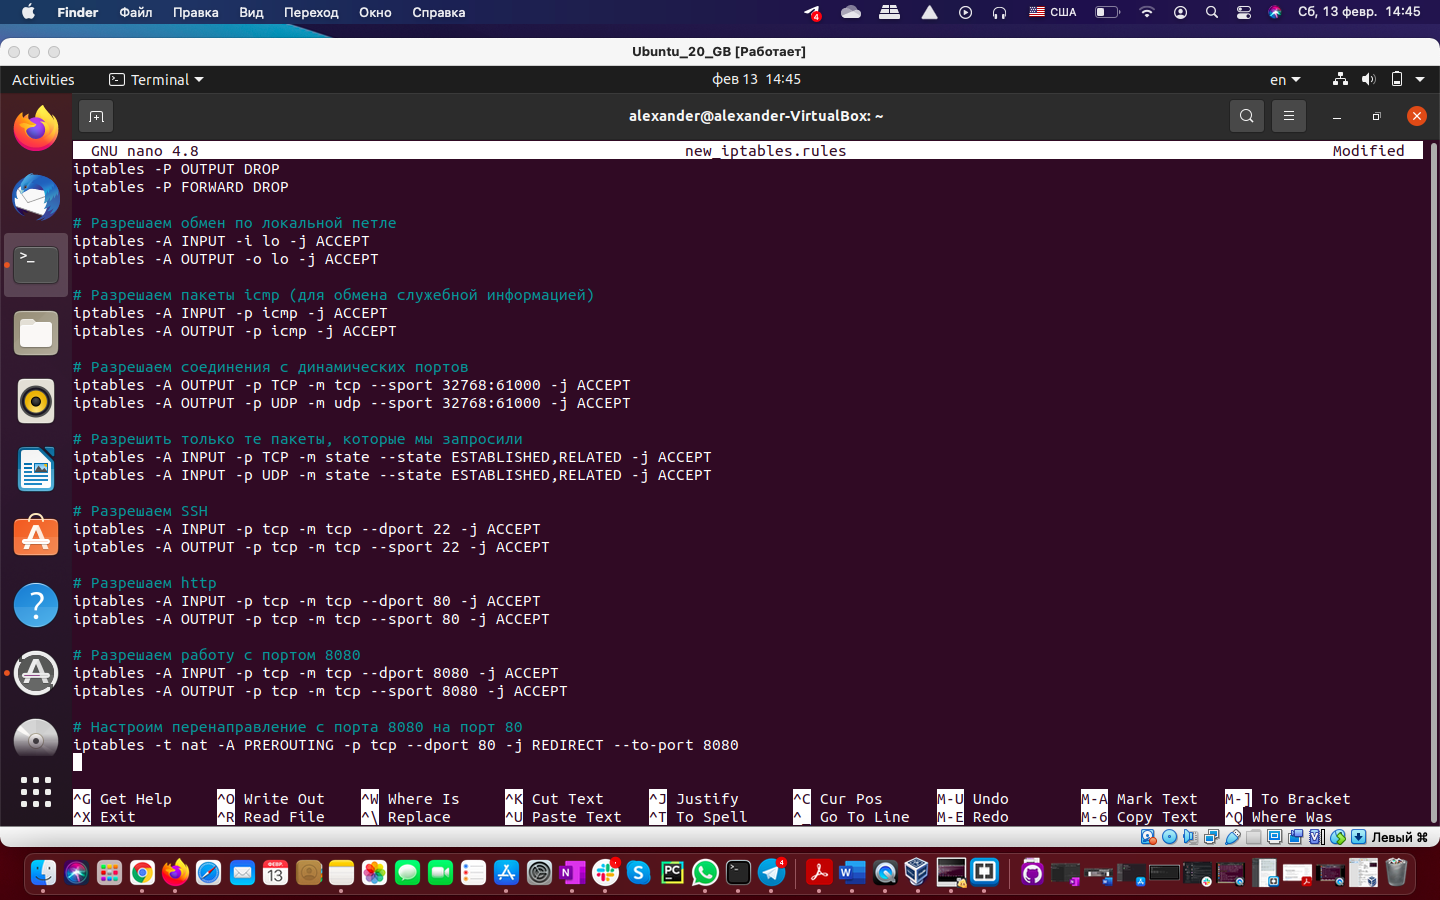 Finder Файл Правка Вид Переход Окно Справка 4 США Сб, 13 февр. 14:45
Ubuntu_20_GB [Работает]
Activities Terminal фев 13 14:45 en
alexander@alexander-VirtualBox: ~
GNU nano 4.8 new_iptables.rules Modified
iptables -P OUTPUT DROP
iptables -P FORWARD DROP
# Разрешаем обмен по локальной петле
iptables -A INPUT -i lo -j ACCEPT
iptables -A OUTPUT -o lo -j ACCEPT
# Разрешаем пакеты icmp (для обмена служебной информацией)
iptables -A INPUT -p icmp -j ACCEPT
iptables -A OUTPUT -p icmp -j ACCEPT
# Разрешаем соединения с динамических портов
iptables -A OUTPUT -p TCP -m tcp --sport 32768:61000 -j ACCEPT
iptables -A OUTPUT -p UDP -m udp --sport 32768:61000 -j ACCEPT
# Разрешить только те пакеты, которые мы запросили
iptables -A INPUT -p TCP -m state --state ESTABLISHED,RELATED -j ACCEPT
iptables -A INPUT -p UDP -m state --state ESTABLISHED,RELATED -j ACCEPT
# Разрешаем SSH
iptables -A INPUT -p tcp -m tcp --dport 22 -j ACCEPT
iptables -A OUTPUT -p tcp -m tcp --sport 22 -j ACCEPT
# Разрешаем http
iptables -A INPUT -p tcp -m tcp --dport 80 -j ACCEPT
iptables -A OUTPUT -p tcp -m tcp --sport 80 -j ACCEPT
# Разрешаем работу с портом 8080
iptables -A INPUT -p tcp -m tcp --dport 8080 -j ACCEPT
iptables -A OUTPUT -p tcp -m tcp --sport 8080 -j ACCEPT
# Настроим перенаправление с порта 8080 на порт 80
iptables -t nat -A PREROUTING -p tcp --dport 80 -j REDIRECT --to-port 8080
^G Get Help ^O Write Out ^W Where Is ^K Cut Text ^J Justify ^C Cur Pos M-U Undo M-A Mark Text M-] To Bracket
^X Exit ^R Read File ^\ Replace ^U Paste Text ^T To Spell ^_ Go To Line M-E Redo M-6 Copy Text ^Q Where Was
Левый ⌘
ФЕВР.
13
PC
4